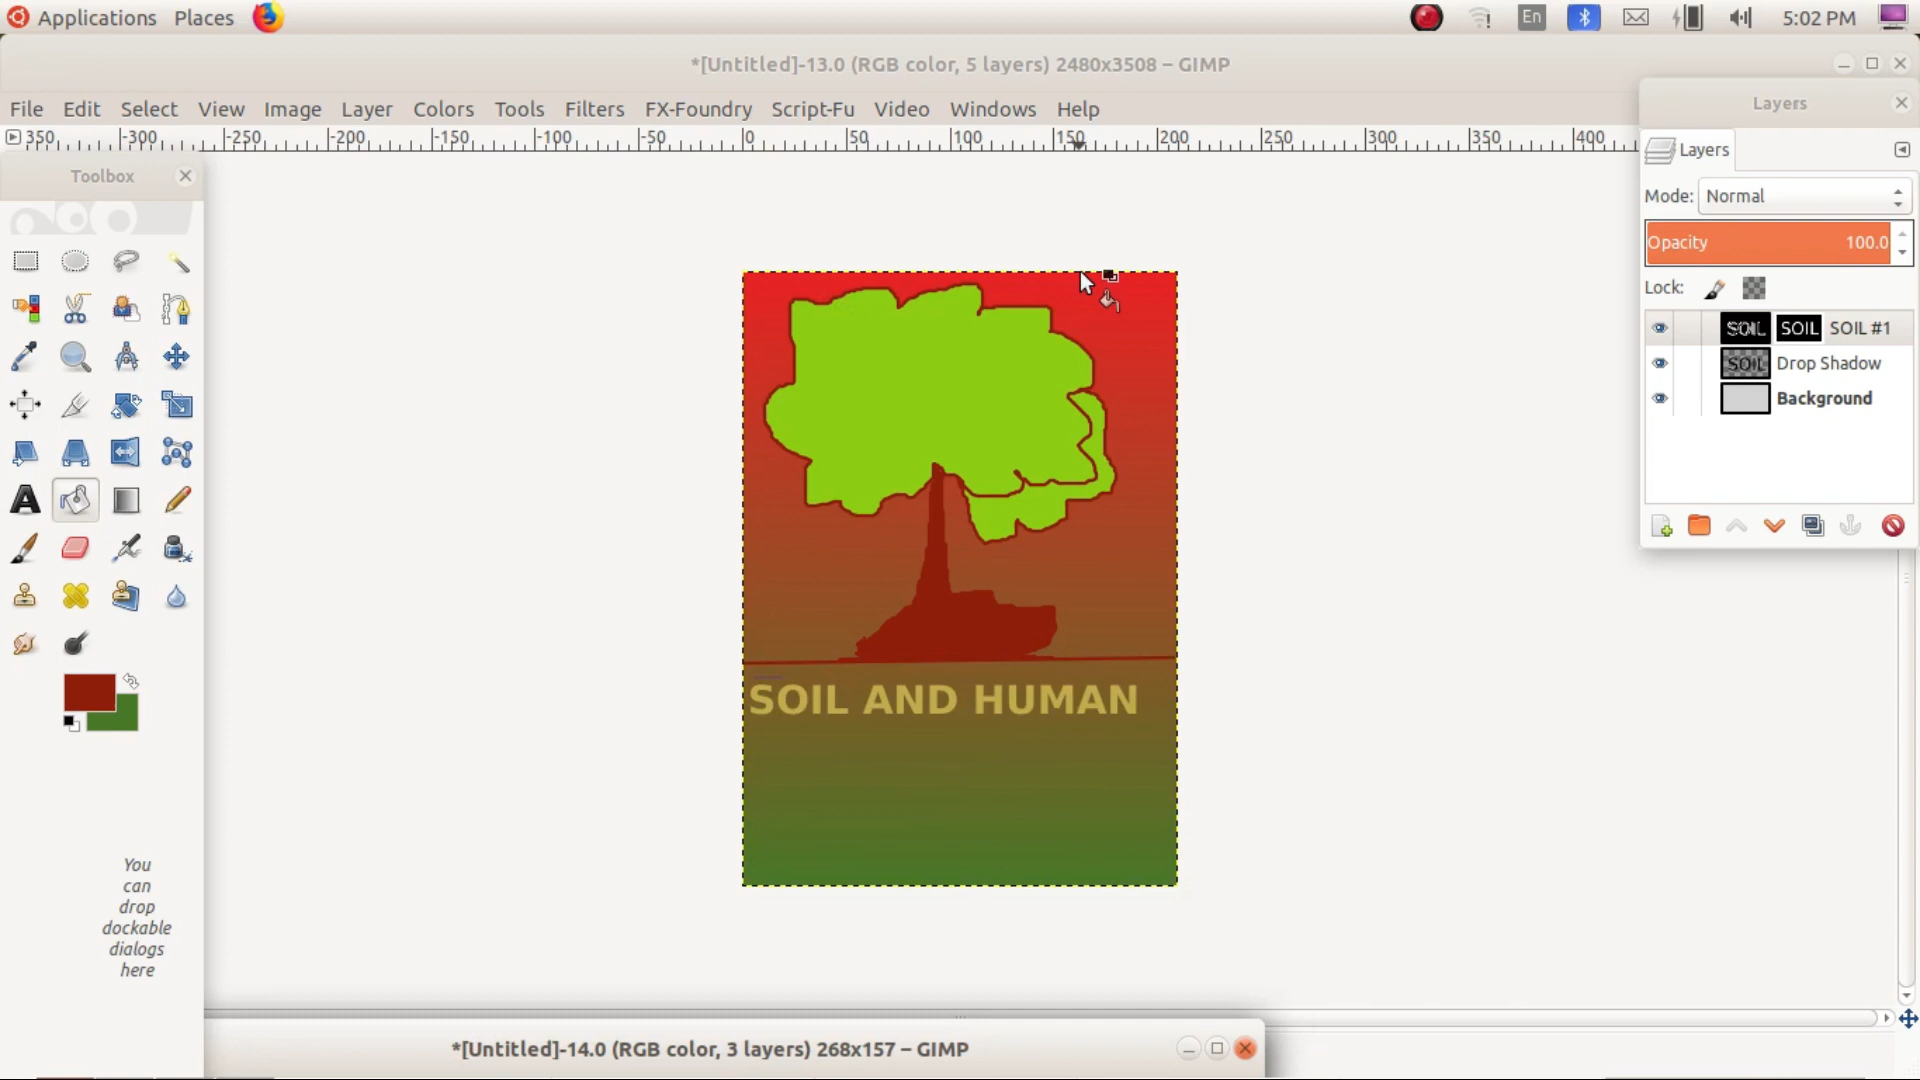 Applications Places
En 5:02 PM
*[Untitled]-13.0 (RGB color, 5 layers) 2480x3508 – GIMP
File Edit Select View Image Layer Colors Tools Filters FX-Foundry Script-Fu Video Windows Help
350 -300 -250 -200 -150 -100 -50 0 50 100 150 200 250 300 350 400
Toolbox
You
can
drop
dockable
dialogs
here
SOIL AND HUMAN
Layers
Layers
Mode: Normal
Opacity 100.0
Lock:
SOIL SOIL SOIL #1
SOIL Drop Shadow
Background
*[Untitled]-14.0 (RGB color, 3 layers) 268x157 – GIMP